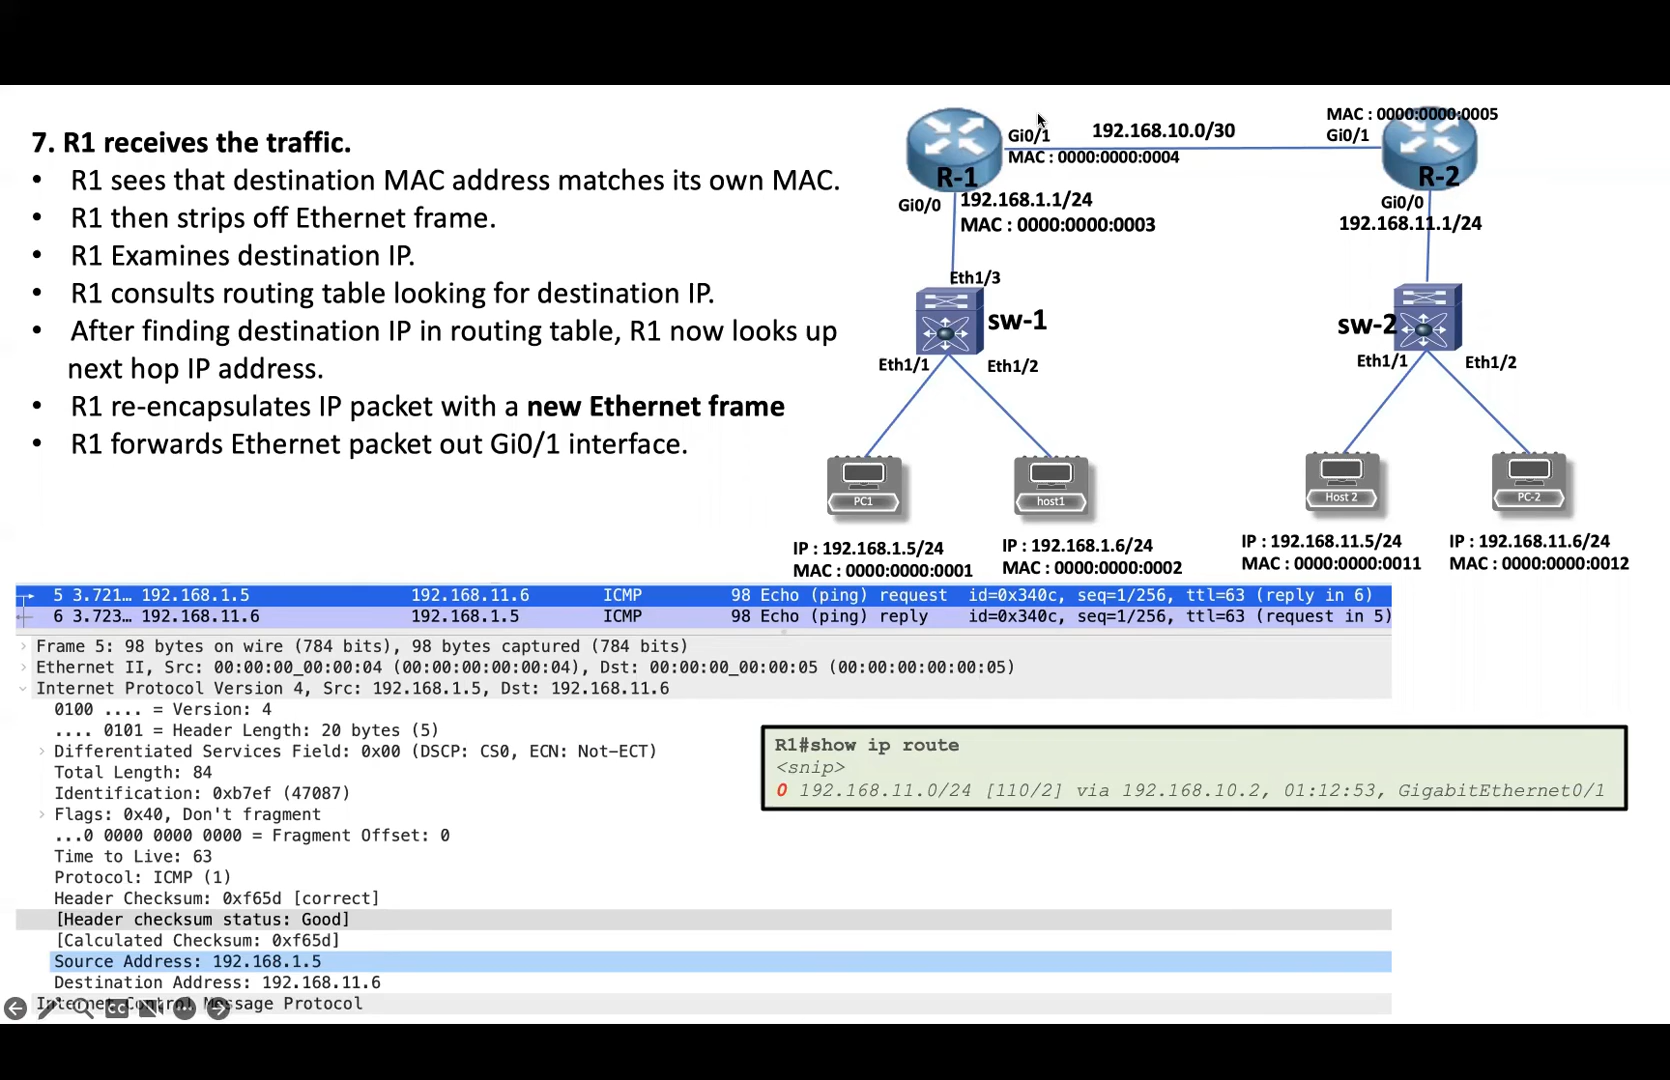 7. R1 receives the traffic.
• R1 sees that destination MAC address matches its own MAC.
• R1 then strips off Ethernet frame.
• R1 Examines destination IP.
• R1 consults routing table looking for destination IP.
• After finding destination IP in routing table, R1 now looks up
next hop IP address.
• R1 re-encapsulates IP packet with a new Ethernet frame
• R1 forwards Ethernet packet out Gi0/1 interface.
R-1
Gi0/1
MAC : 0000:0000:0004
192.168.10.0/30
MAC : 0000:0000:0005
Gi0/1
R-2
Gi0/0
192.168.1.1/24
MAC : 0000:0000:0003
Gi0/0
192.168.11.1/24
Eth1/3
sw-1
Eth1/1
Eth1/2
sw-2
Eth1/1
Eth1/2
PC1
host1
Host 2
PC-2
IP : 192.168.1.5/24
MAC : 0000:0000:0001
IP : 192.168.1.6/24
MAC : 0000:0000:0002
IP : 192.168.11.5/24
MAC : 0000:0000:0011
IP : 192.168.11.6/24
MAC : 0000:0000:0012
5 3.721… 192.168.1.5 192.168.11.6 ICMP 98 Echo (ping) request id=0x340c, seq=1/256, ttl=63 (reply in 6)
6 3.723… 192.168.11.6 192.168.1.5 ICMP 98 Echo (ping) reply id=0x340c, seq=1/256, ttl=63 (request in 5)
Frame 5: 98 bytes on wire (784 bits), 98 bytes captured (784 bits)
Ethernet II, Src: 00:00:00_00:00:04 (00:00:00:00:00:04), Dst: 00:00:00_00:00:05 (00:00:00:00:00:05)
Internet Protocol Version 4, Src: 192.168.1.5, Dst: 192.168.11.6
0100 .... = Version: 4
.... 0101 = Header Length: 20 bytes (5)
Differentiated Services Field: 0x00 (DSCP: CS0, ECN: Not-ECT)
Total Length: 84
Identification: 0xb7ef (47087)
Flags: 0x40, Don't fragment
...0 0000 0000 0000 = Fragment Offset: 0
Time to Live: 63
Protocol: ICMP (1)
Header Checksum: 0xf65d [correct]
[Header checksum status: Good]
[Calculated Checksum: 0xf65d]
Source Address: 192.168.1.5
Destination Address: 192.168.11.6
Internet Control Message Protocol
CC
R1#show ip route
<snip>
O 192.168.11.0/24 [110/2] via 192.168.10.2, 01:12:53, GigabitEthernet0/1